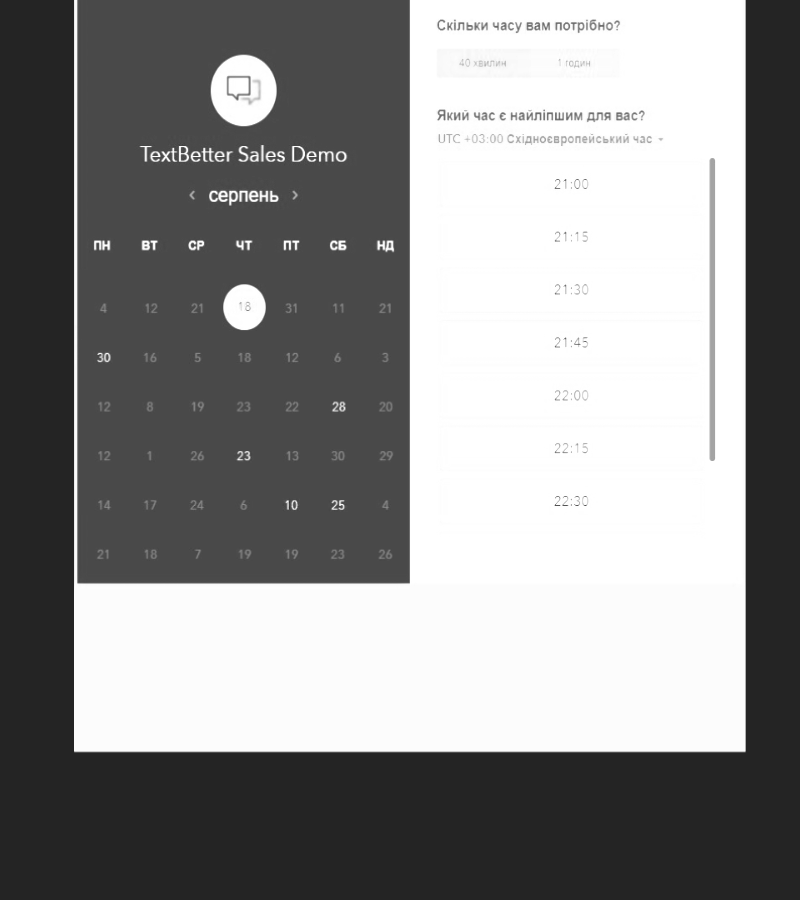 TextBetter Sales Demo
< серпень >
ПН ВТ СР ЧТ ПТ СБ НД
4 12 21 18 31 11 21
30 16 5 18 12 6 3
12 8 19 23 22 28 20
12 1 26 23 13 30 29
14 17 24 6 10 25 4
21 18 7 19 19 23 26
Скільки часу вам потрібно?
40 хвилин 1 годин
Який час є найліпшим для вас?
UTC +03:00 Східноєвропейський час
21:00
21:15
21:30
21:45
22:00
22:15
22:30